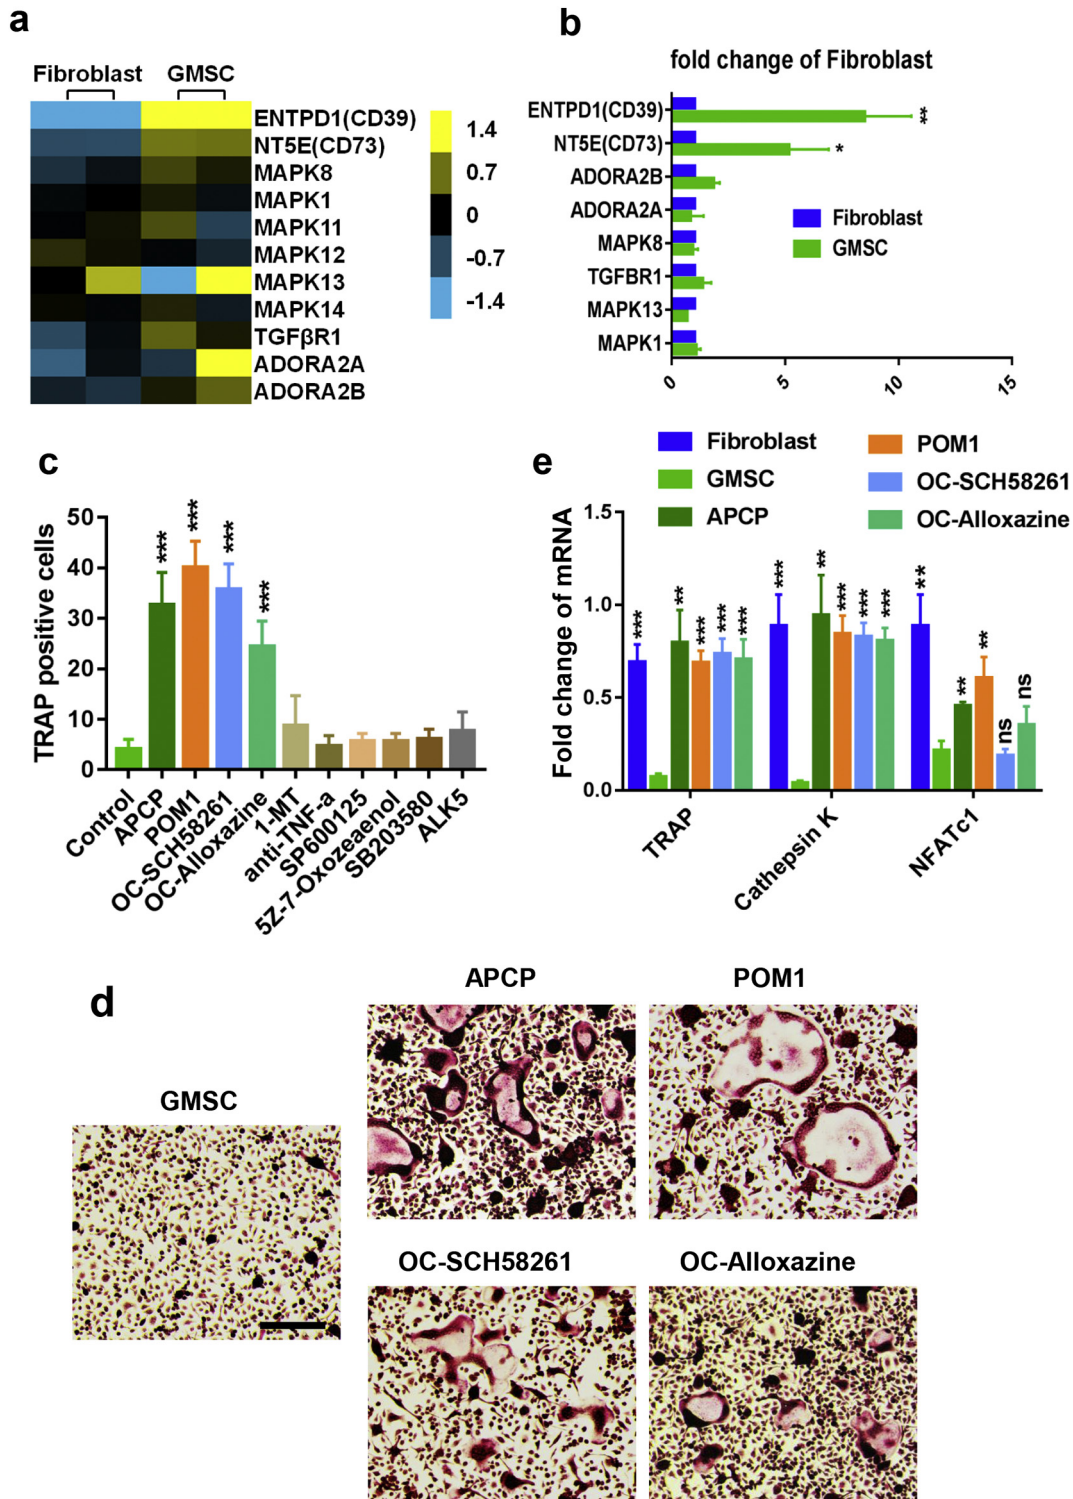 a
Fibroblast GMSC
ENTPD1(CD39)
NT5E(CD73)
MAPK8
MAPK1
MAPK11
MAPK12
MAPK13
MAPK14
TGFβR1
ADORA2A
ADORA2B
1.4
0.7
0
-0.7
-1.4
b
fold change of Fibroblast
ENTPD1(CD39)
**
NT5E(CD73)
*
ADORA2B
ADORA2A
MAPK8
TGFBR1
MAPK13
MAPK1
Fibroblast
GMSC
0 5 10 15
c
TRAP positive cells
50
40
30
20
10
0
*** *** *** ***
Control
APCP
POM1
OC-SCH58261
OC-Alloxazine
1-MT
anti-TNF-a
SP600125
5Z-7-Oxozeaenol
SB203580
ALK5
e
Fibroblast
GMSC
APCP
POM1
OC-SCH58261
OC-Alloxazine
Fold change of mRNA
1.5
1.0
0.5
0.0
*** ** *** *** ***
*** ** *** *** ***
** ** ** ns ns
TRAP
Cathepsin K
NFATc1
d
GMSC
APCP
POM1
OC-SCH58261
OC-Alloxazine